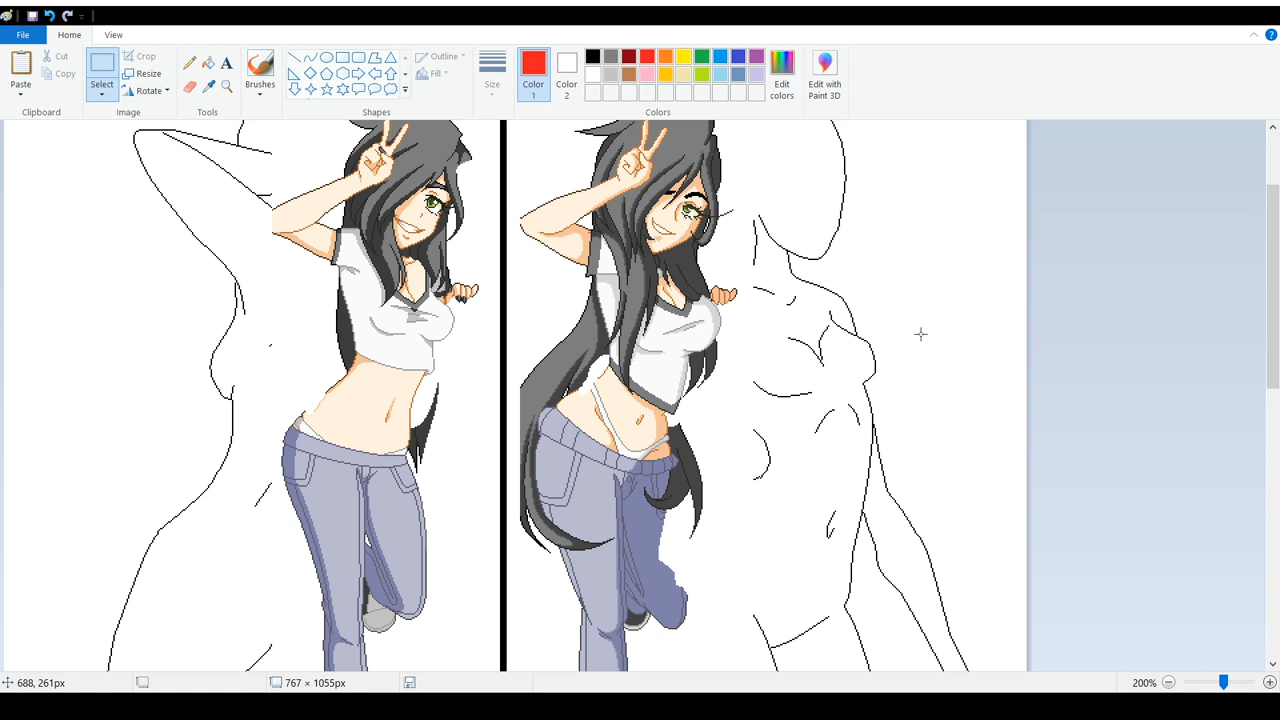 File Home View
Paste
Cut
Copy
Clipboard
Select
Crop
Resize
Rotate
Image
A
Tools
Brushes
Outline
Fill
Shapes
Size
Color 1
Color 2
Edit colors
Colors
Edit with Paint 3D
688, 261px
767 × 1055px
200%